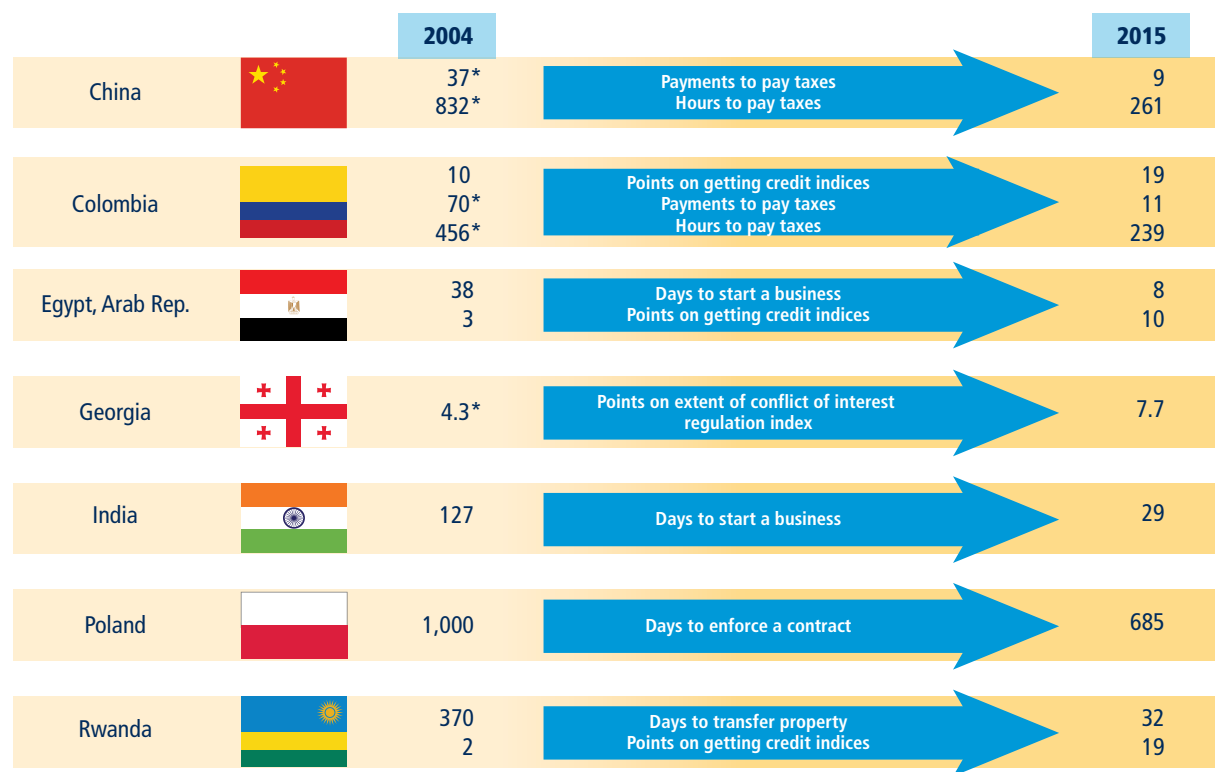 2004 2015
China 37* Payments to pay taxes 9
832* Hours to pay taxes 261
10 Points on getting credit indices 19
Colombia 70* Payments to pay taxes 11
456* Hours to pay taxes 239
Egypt, Arab Rep. 38 Days to start a business 8
3 Points on getting credit indices 10
Georgia 4.3* Points on extent of conflict of interest 7.7
regulation index
India 127 Days to start a business 29
Poland 1,000 Days to enforce a contract 685
Rwanda 370 Days to transfer property 32
2 Points on getting credit indices 19